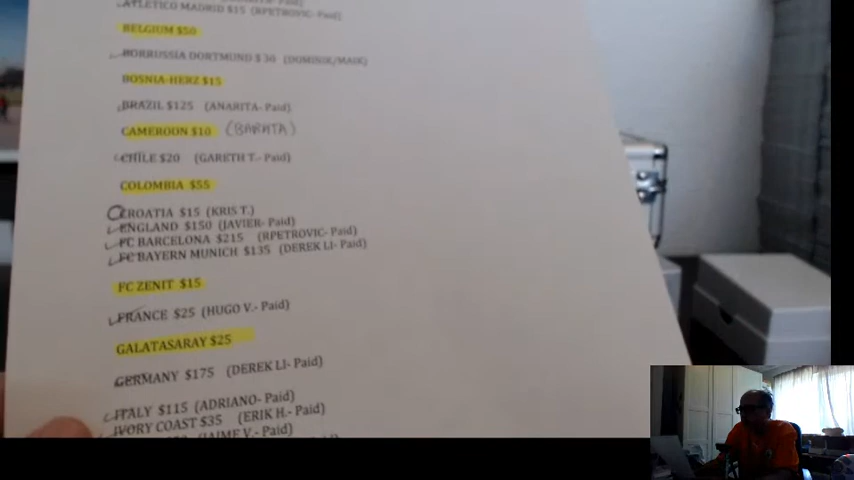 ATLETICO MADRID $15 (RPETROVIC- Paid)
BELGIUM $50
BORRUSSIA DORTMUND $30 (DOMINIK/MAIK)
BOSNIA-HERZ $15
BRAZIL $125 (ANARITA- Paid)
CAMEROON $10 (BARHTA)
CHILE $20 (GARETH T.- Paid)
COLOMBIA $55
CROATIA $15 (KRIS T.)
ENGLAND $150 (JAVIER- Paid)
FC BARCELONA $215 (RPETROVIC- Paid)
FC BAYERN MUNICH $135 (DEREK LI- Paid)
FC ZENIT $15
FRANCE $25 (HUGO V.- Paid)
GALATASARAY $25
GERMANY $175 (DEREK LI- Paid)
ITALY $115 (ADRIANO- Paid)
IVORY COAST $35 (ERIK H.- Paid)
(JAIME V.- Paid)